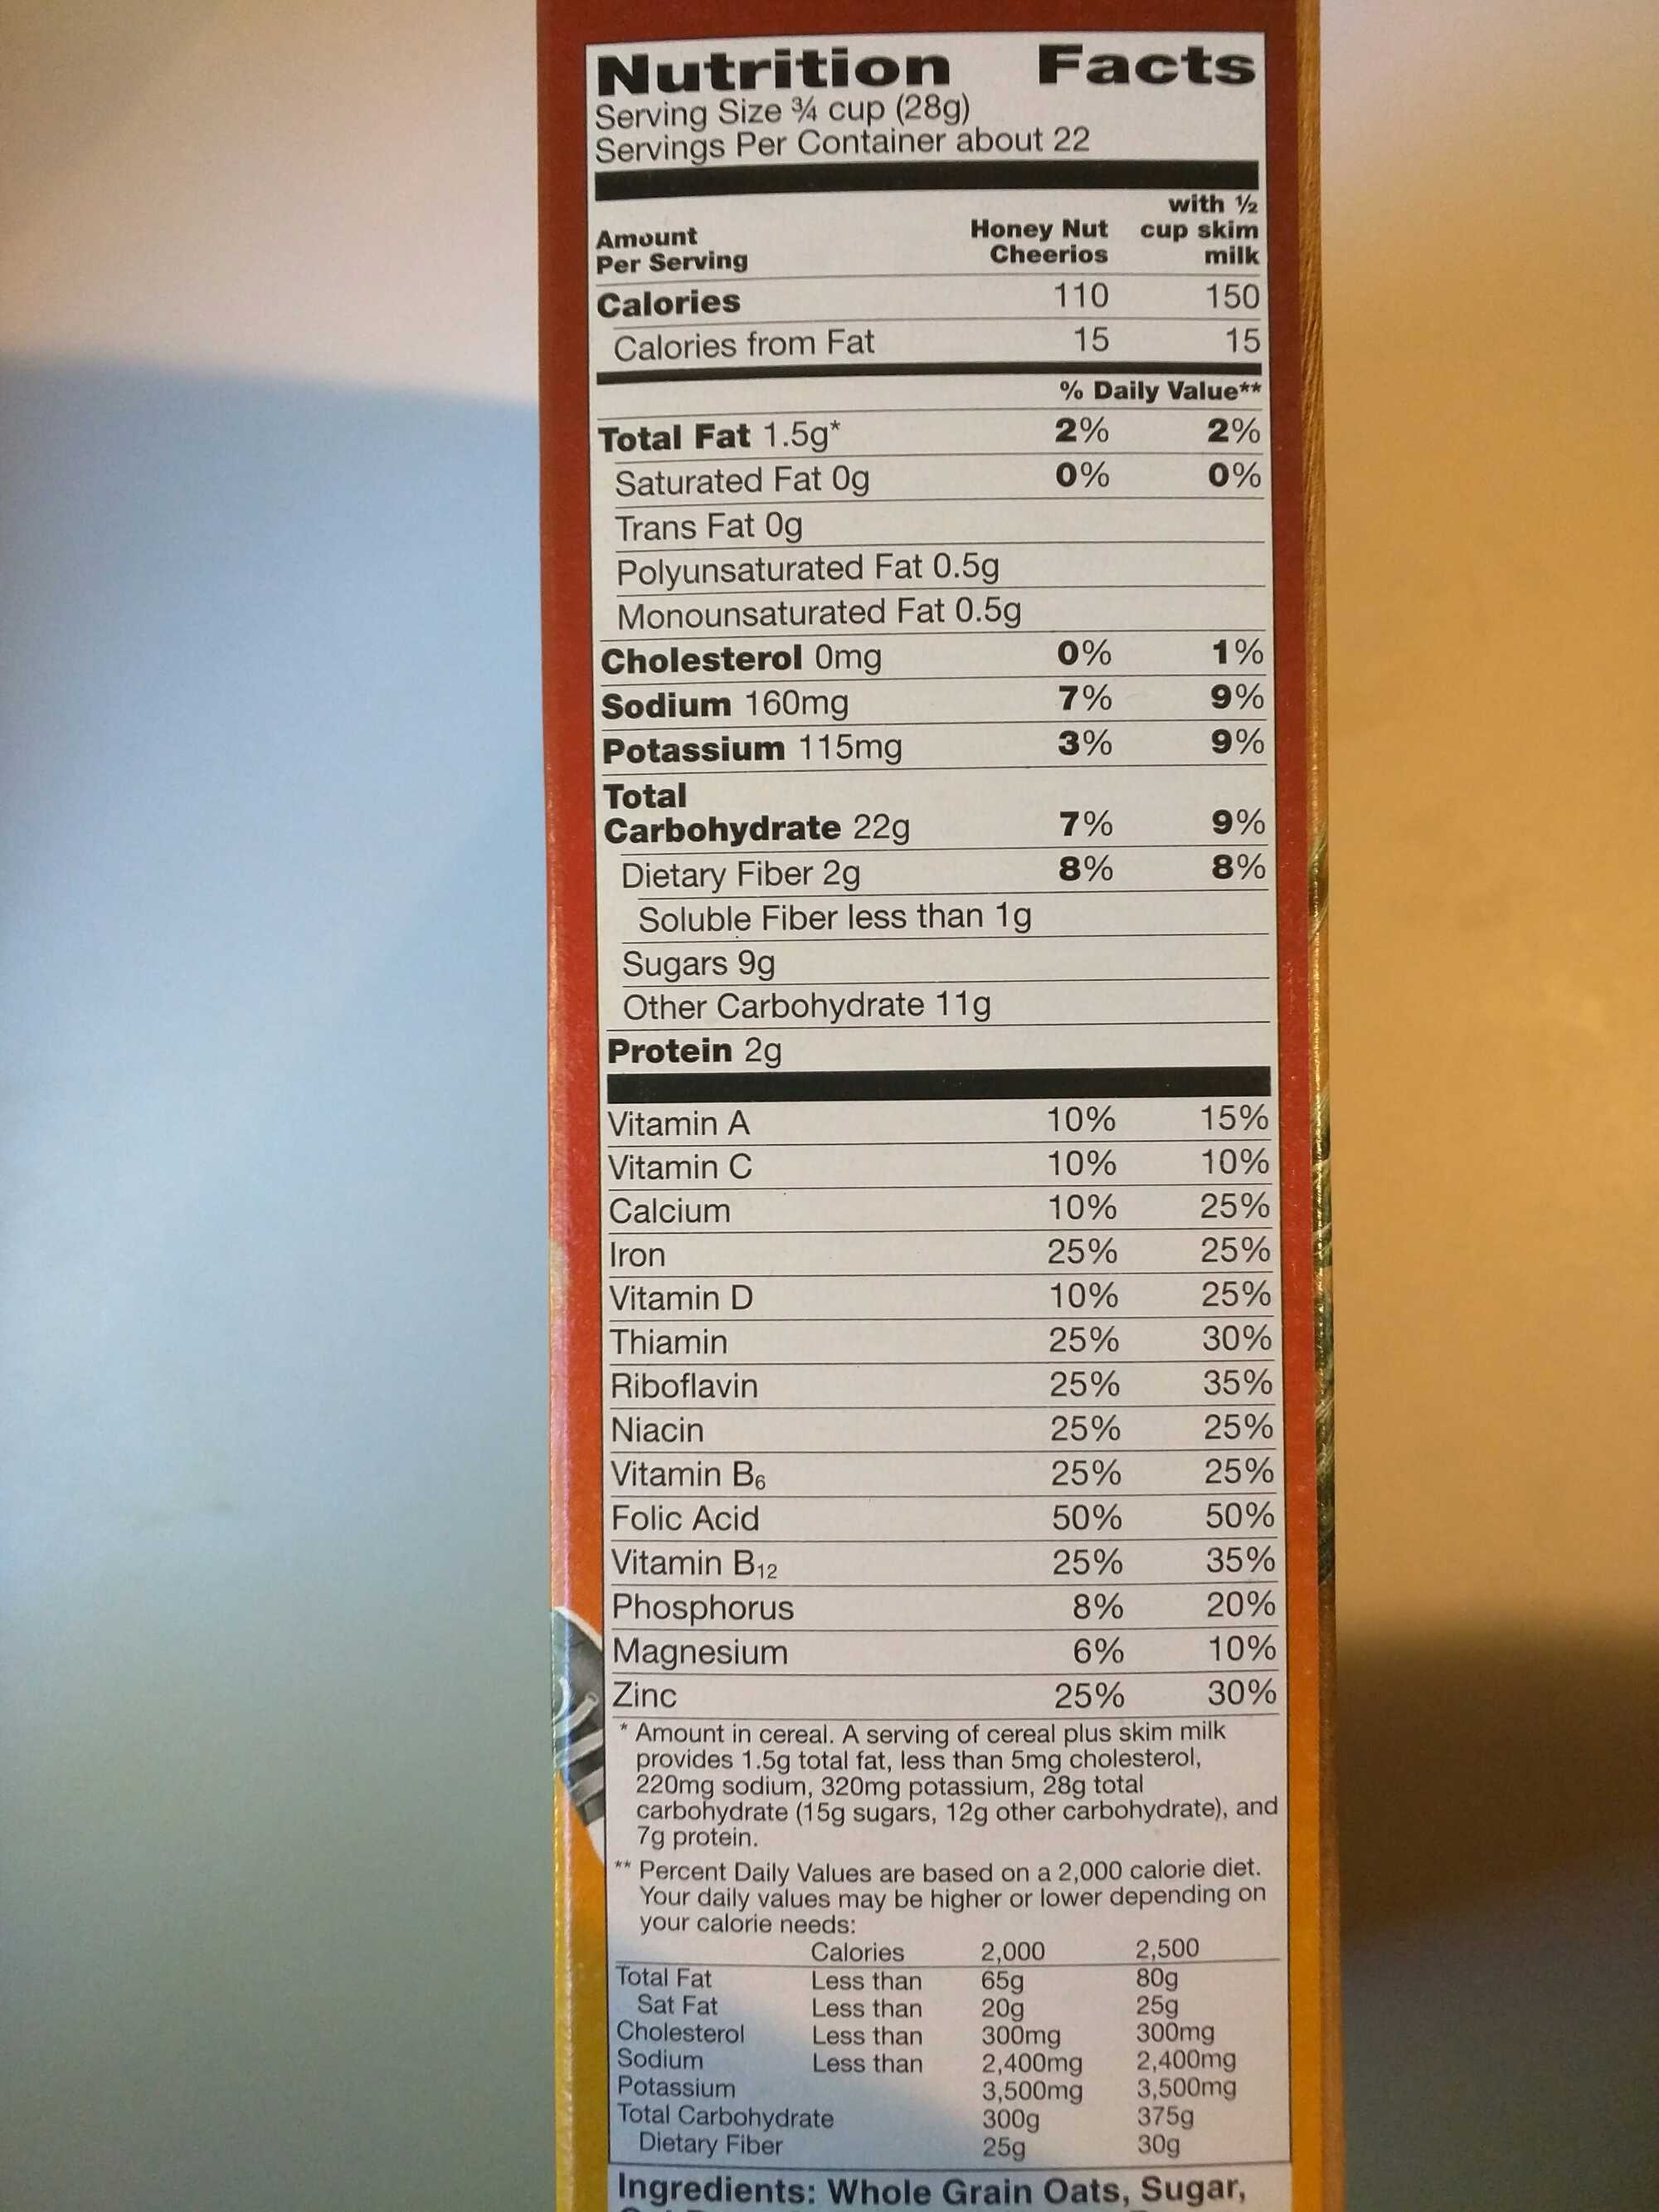 Nutrition Facts
Serving Size ¾ cup (28g)
Servings Per Container about 22
Amount Per Serving Honey Nut Cheerios with ½ cup skim milk
Calories 110 150
Calories from Fat 15 15
% Daily Value**
Total Fat 1.5g* 2% 2%
Saturated Fat 0g 0% 0%
Trans Fat 0g
Polyunsaturated Fat 0.5g
Monounsaturated Fat 0.5g
Cholesterol 0mg 0% 1%
Sodium 160mg 7% 9%
Potassium 115mg 3% 9%
Total
Carbohydrate 22g 7% 9%
Dietary Fiber 2g 8% 8%
Soluble Fiber less than 1g
Sugars 9g
Other Carbohydrate 11g
Protein 2g
Vitamin A 10% 15%
Vitamin C 10% 10%
Calcium 10% 25%
Iron 25% 25%
Vitamin D 10% 25%
Thiamin 25% 30%
Riboflavin 25% 35%
Niacin 25% 25%
Vitamin B₆ 25% 25%
Folic Acid 50% 50%
Vitamin B₁₂ 25% 35%
Phosphorus 8% 20%
Magnesium 6% 10%
Zinc 25% 30%
* Amount in cereal. A serving of cereal plus skim milk
provides 1.5g total fat, less than 5mg cholesterol,
220mg sodium, 320mg potassium, 28g total
carbohydrate (15g sugars, 12g other carbohydrate), and
7g protein.
** Percent Daily Values are based on a 2,000 calorie diet.
Your daily values may be higher or lower depending on
your calorie needs:
Calories 2,000 2,500
Total Fat Less than 65g 80g
Sat Fat Less than 20g 25g
Cholesterol Less than 300mg 300mg
Sodium Less than 2,400mg 2,400mg
Potassium 3,500mg 3,500mg
Total Carbohydrate 300g 375g
Dietary Fiber 25g 30g
Ingredients: Whole Grain Oats, Sugar,